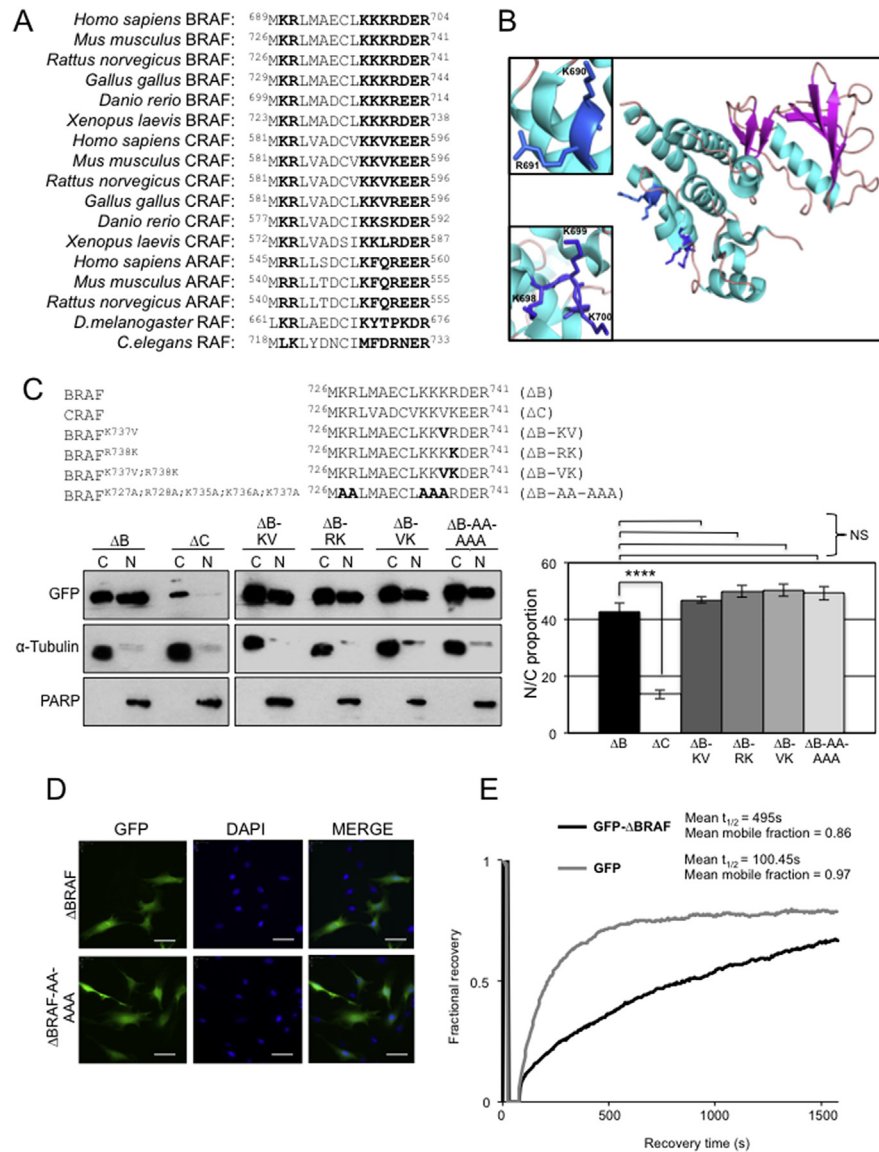 A
Homo sapiens BRAF: 689MKRLMAECLKKKRDER704
Mus musculus BRAF: 726MKRLMAECLKKKRDER741
Rattus norvegicus BRAF: 726MKRLMAECLKKKRDER741
Gallus gallus BRAF: 729MKRLMAECLKKKRDER744
Danio rerio BRAF: 699MKRLMADCLKKKREER714
Xenopus laevis BRAF: 723MKRLMADCLKKKRDER738
Homo sapiens CRAF: 581MKRLVADCVKKVKEER596
Mus musculus CRAF: 581MKRLVADCVKKVKEER596
Rattus norvegicus CRAF: 581MKRLVADCVKKVKEER596
Gallus gallus CRAF: 581MKRLVADCLKKVREER596
Danio rerio CRAF: 577MKRLIADCIKKSKDER592
Xenopus laevis CRAF: 572MKRLVADSIKKLRDER587
Homo sapiens ARAF: 545MRRLLSDCLKFQREER560
Mus musculus ARAF: 540MRRLLTDCLKFQREER555
Rattus norvegicus ARAF: 540MRRLLTDCLKFQREER555
D.melanogaster RAF: 661LKRLAEDCIKYTPKDR676
C.elegans RAF: 718MLKLYDNCIMFDRNER733
B
K690
R691
K699
K698
K700
C
BRAF 726MKRLMAECLKKKRDER741 (ΔB)
CRAF 726MKRLVADCVKKVKEER741 (ΔC)
BRAFK737V 726MKRLMAECLKKVRDER741 (ΔB-KV)
BRAFR738K 726MKRLMAECLKKKKDER741 (ΔB-RK)
BRAFK737V;R738K 726MKRLMAECLKKVKDER741 (ΔB-VK)
BRAFK727A;R728A;K735A;K736A;K737A 726MAALMAECLAAARDER741 (ΔB-AA-AAA)
ΔB ΔC ΔB-KV ΔB-RK ΔB-VK ΔB-AA-AAA
C N C N C N C N C N C N
GFP
α-Tubulin
PARP
NS
****
N/C proportion
60
40
20
0
ΔB ΔC ΔB-KV ΔB-RK ΔB-VK ΔB-AA-AAA
D
GFP DAPI MERGE
ΔBRAF
ΔBRAF-AA-AAA
E
GFP-ΔBRAF Mean t1/2 = 495s
Mean mobile fraction = 0.86
GFP Mean t1/2 = 100.45s
Mean mobile fraction = 0.97
Fractional recovery
1
0.5
0
0 500 1000 1500
Recovery time (s)